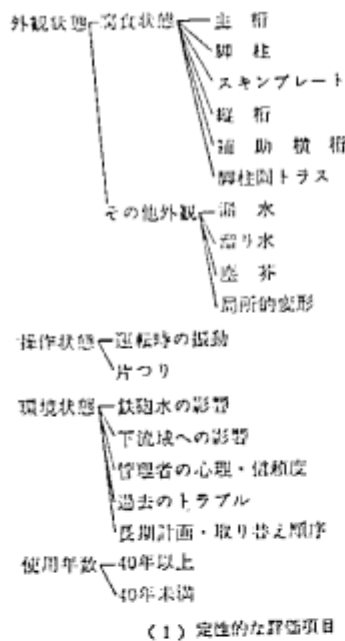 外観状態 腐食状態 主桁
脚柱
スキンプレート
縦桁
補助横桁
脚柱間トラス
その他外観 漏水
溜り水
塵芥
局所的変形
操作状態 運転時の振動
片つり
環境状態 鉄砲水の影響
下流域への影響
管理者の心理・信頼度
過去のトラブル
長期計画・取り替え順序
使用年数 40年以上
40年未満
(1) 定性的な評価項目